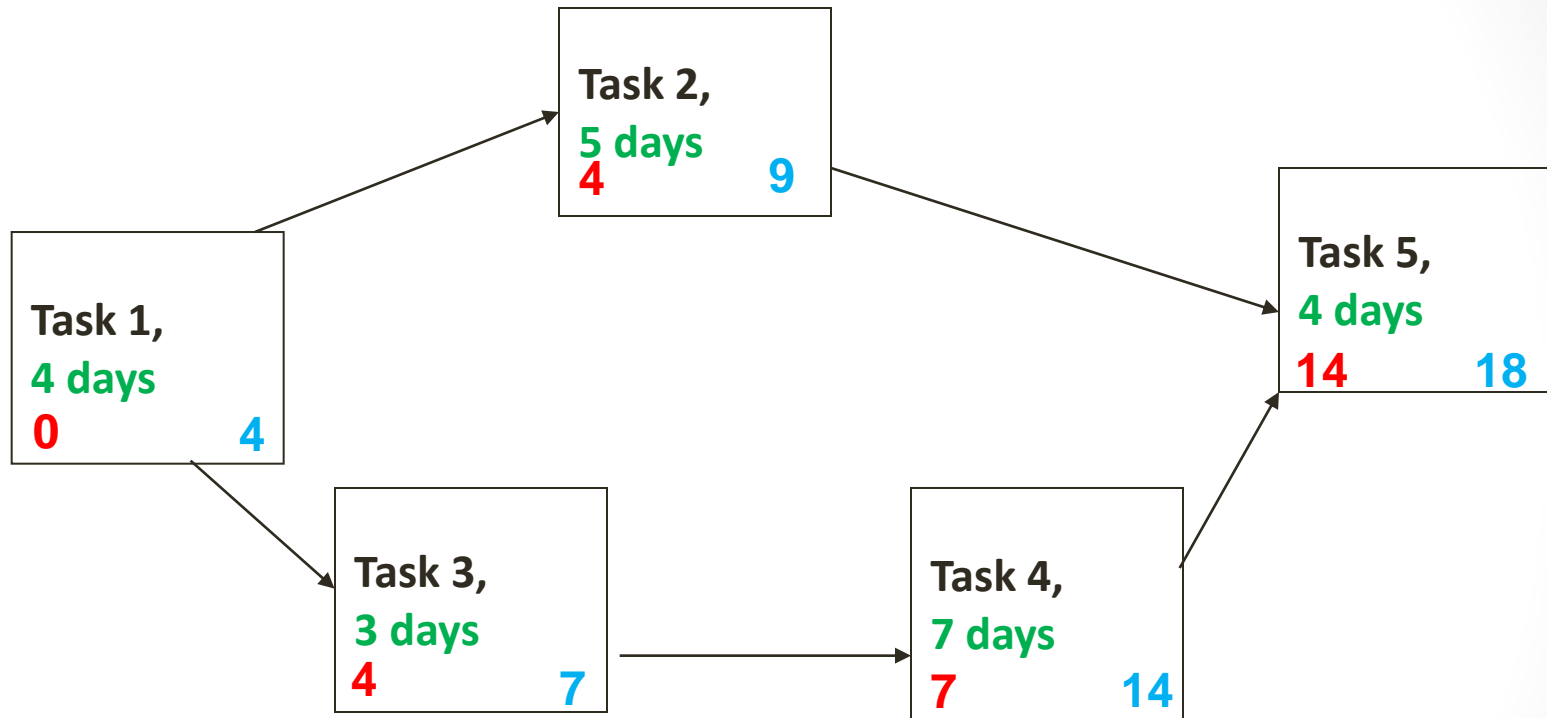 Task 2,
5 days
4 9
Task 1,
4 days
0 4
Task 5,
4 days
14 18
Task 3,
3 days
4 7
Task 4,
7 days
7 14